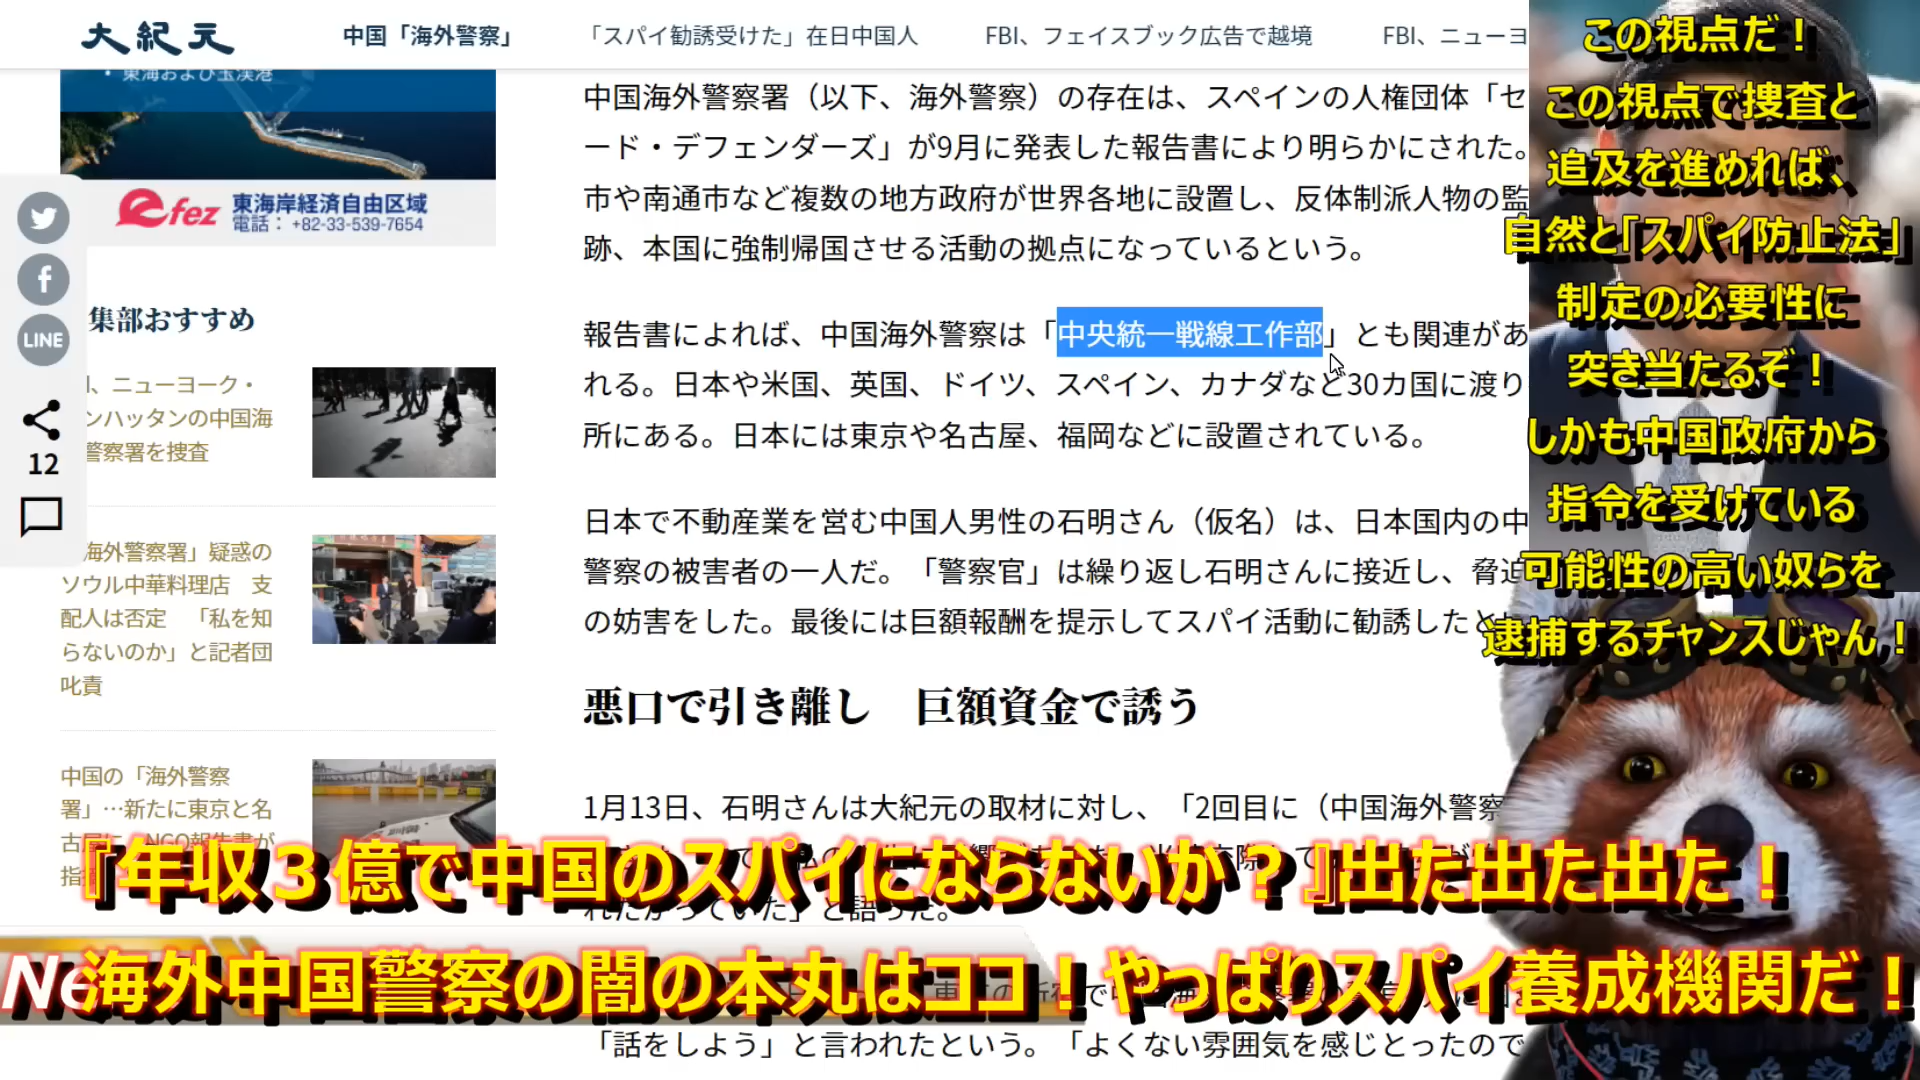 大紀元
中国「海外警察」
「スパイ勧誘受けた」在日中国人
FBI、フェイスブック広告で越境
FBI、ニューヨ
• 東海および玉渓港
efez 東海岸経済自由区域
電話： +82-33-539-7654
LINE
12
集部おすすめ
I、ニューヨーク・
ンハッタンの中国海
警察署を捜査
海外警察署」疑惑の
ソウル中華料理店　支
配人は否定　「私を知
らないのか」と記者団
叱責
中国の「海外警察
署」…新たに東京と名
古屋に　NGO報告書が
指
中国海外警察署（以下、海外警察）の存在は、スペインの人権団体「セ
ード・デフェンダーズ」が9月に発表した報告書により明らかにされた。
市や南通市など複数の地方政府が世界各地に設置し、反体制派人物の監
跡、本国に強制帰国させる活動の拠点になっているという。
報告書によれば、中国海外警察は「中央統一戦線工作部」とも関連があ
れる。日本や米国、英国、ドイツ、スペイン、カナダなど30カ国に渡り
所にある。日本には東京や名古屋、福岡などに設置されている。
日本で不動産業を営む中国人男性の石明さん（仮名）は、日本国内の中
警察の被害者の一人だ。「警察官」は繰り返し石明さんに接近し、脅迫
の妨害をした。最後には巨額報酬を提示してスパイ活動に勧誘したと
悪口で引き離し　巨額資金で誘う
1月13日、石明さんは大紀元の取材に対し、「2回目に（中国海外警察
れたがっていた」と語った。
「話をしよう」と言われたという。「よくない雰囲気を感じとったので
この視点だ！
この視点で捜査と
追及を進めれば、
自然と「スパイ防止法」
制定の必要性に
突き当たるぞ！
しかも中国政府から
指令を受けている
可能性の高い奴らを
逮捕するチャンスじゃん！
『年収３億で中国のスパイにならないか？』出た出た出た！
Ne
海外中国警察の闇の本丸はココ！やっぱりスパイ養成機関だ！